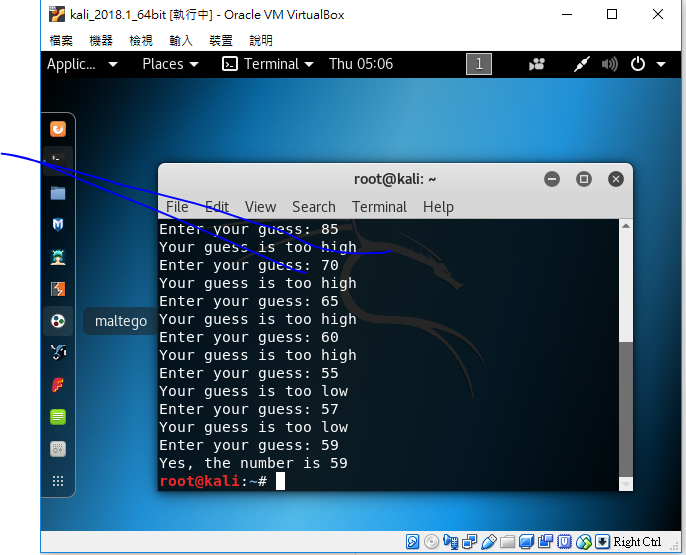 kali_2018.1_64bit [執行中] - Oracle VM VirtualBox
檔案 機器 檢視 輸入 裝置 說明
Applic... Places Terminal Thu 05:06 1
root@kali: ~
File Edit View Search Terminal Help
Enter your guess: 85
Your guess is too high
Enter your guess: 70
Your guess is too high
Enter your guess: 65
Your guess is too high
Enter your guess: 60
Your guess is too high
Enter your guess: 55
Your guess is too low
Enter your guess: 57
Your guess is too low
Enter your guess: 59
Yes, the number is 59
root@kali:~#
maltego
Right Ctrl